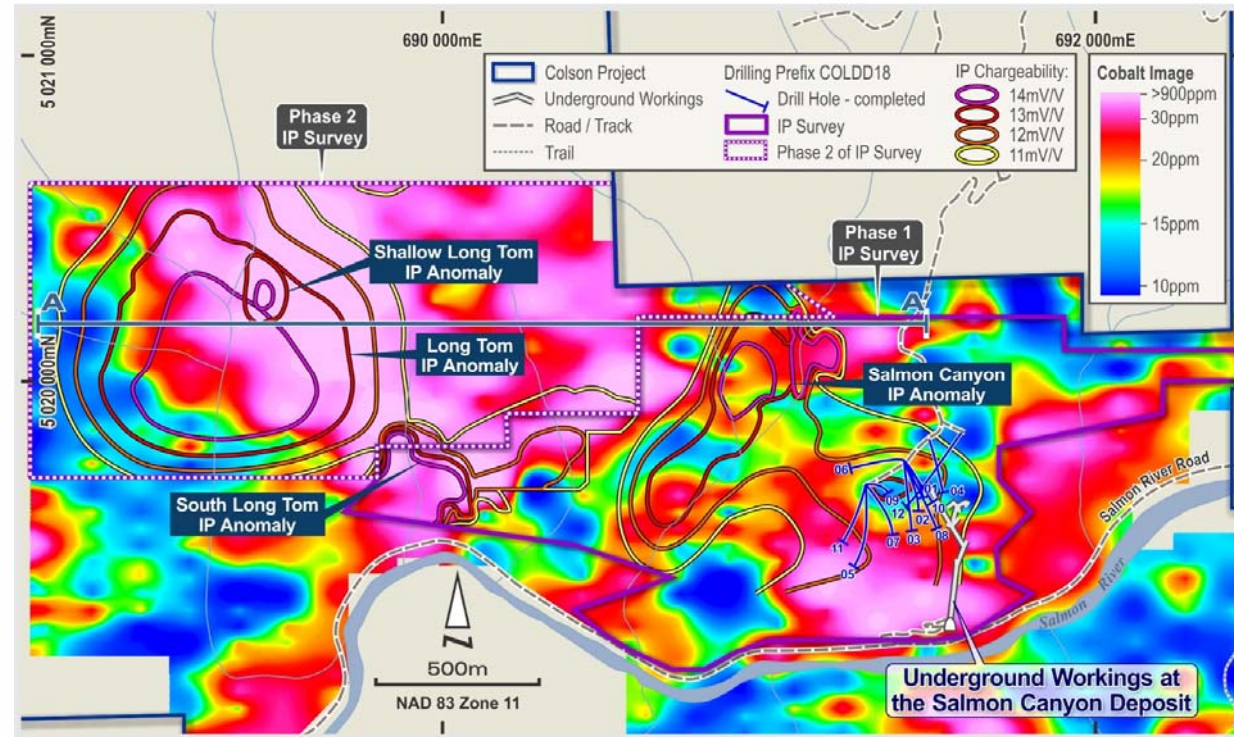 690 000mE
692 000mE
5 021 000mN
5 020 000mN
Colson Project
Underground Workings
Road / Track
Trail
Drilling Prefix COLDD18
Drill Hole - completed
IP Survey
Phase 2 of IP Survey
IP Chargeability:
14mV/V
13mV/V
12mV/V
11mV/V
Cobalt Image
>900ppm
30ppm
20ppm
15ppm
10ppm
Phase 2
IP Survey
Phase 1
IP Survey
Shallow Long Tom
IP Anomaly
A
A'
Long Tom
IP Anomaly
Salmon Canyon
IP Anomaly
South Long Tom
IP Anomaly
06
09
01
04
12
10
02
11
07
03
08
05
Salmon River Road
Salmon River
N
500m
NAD 83 Zone 11
Underground Workings at
the Salmon Canyon Deposit